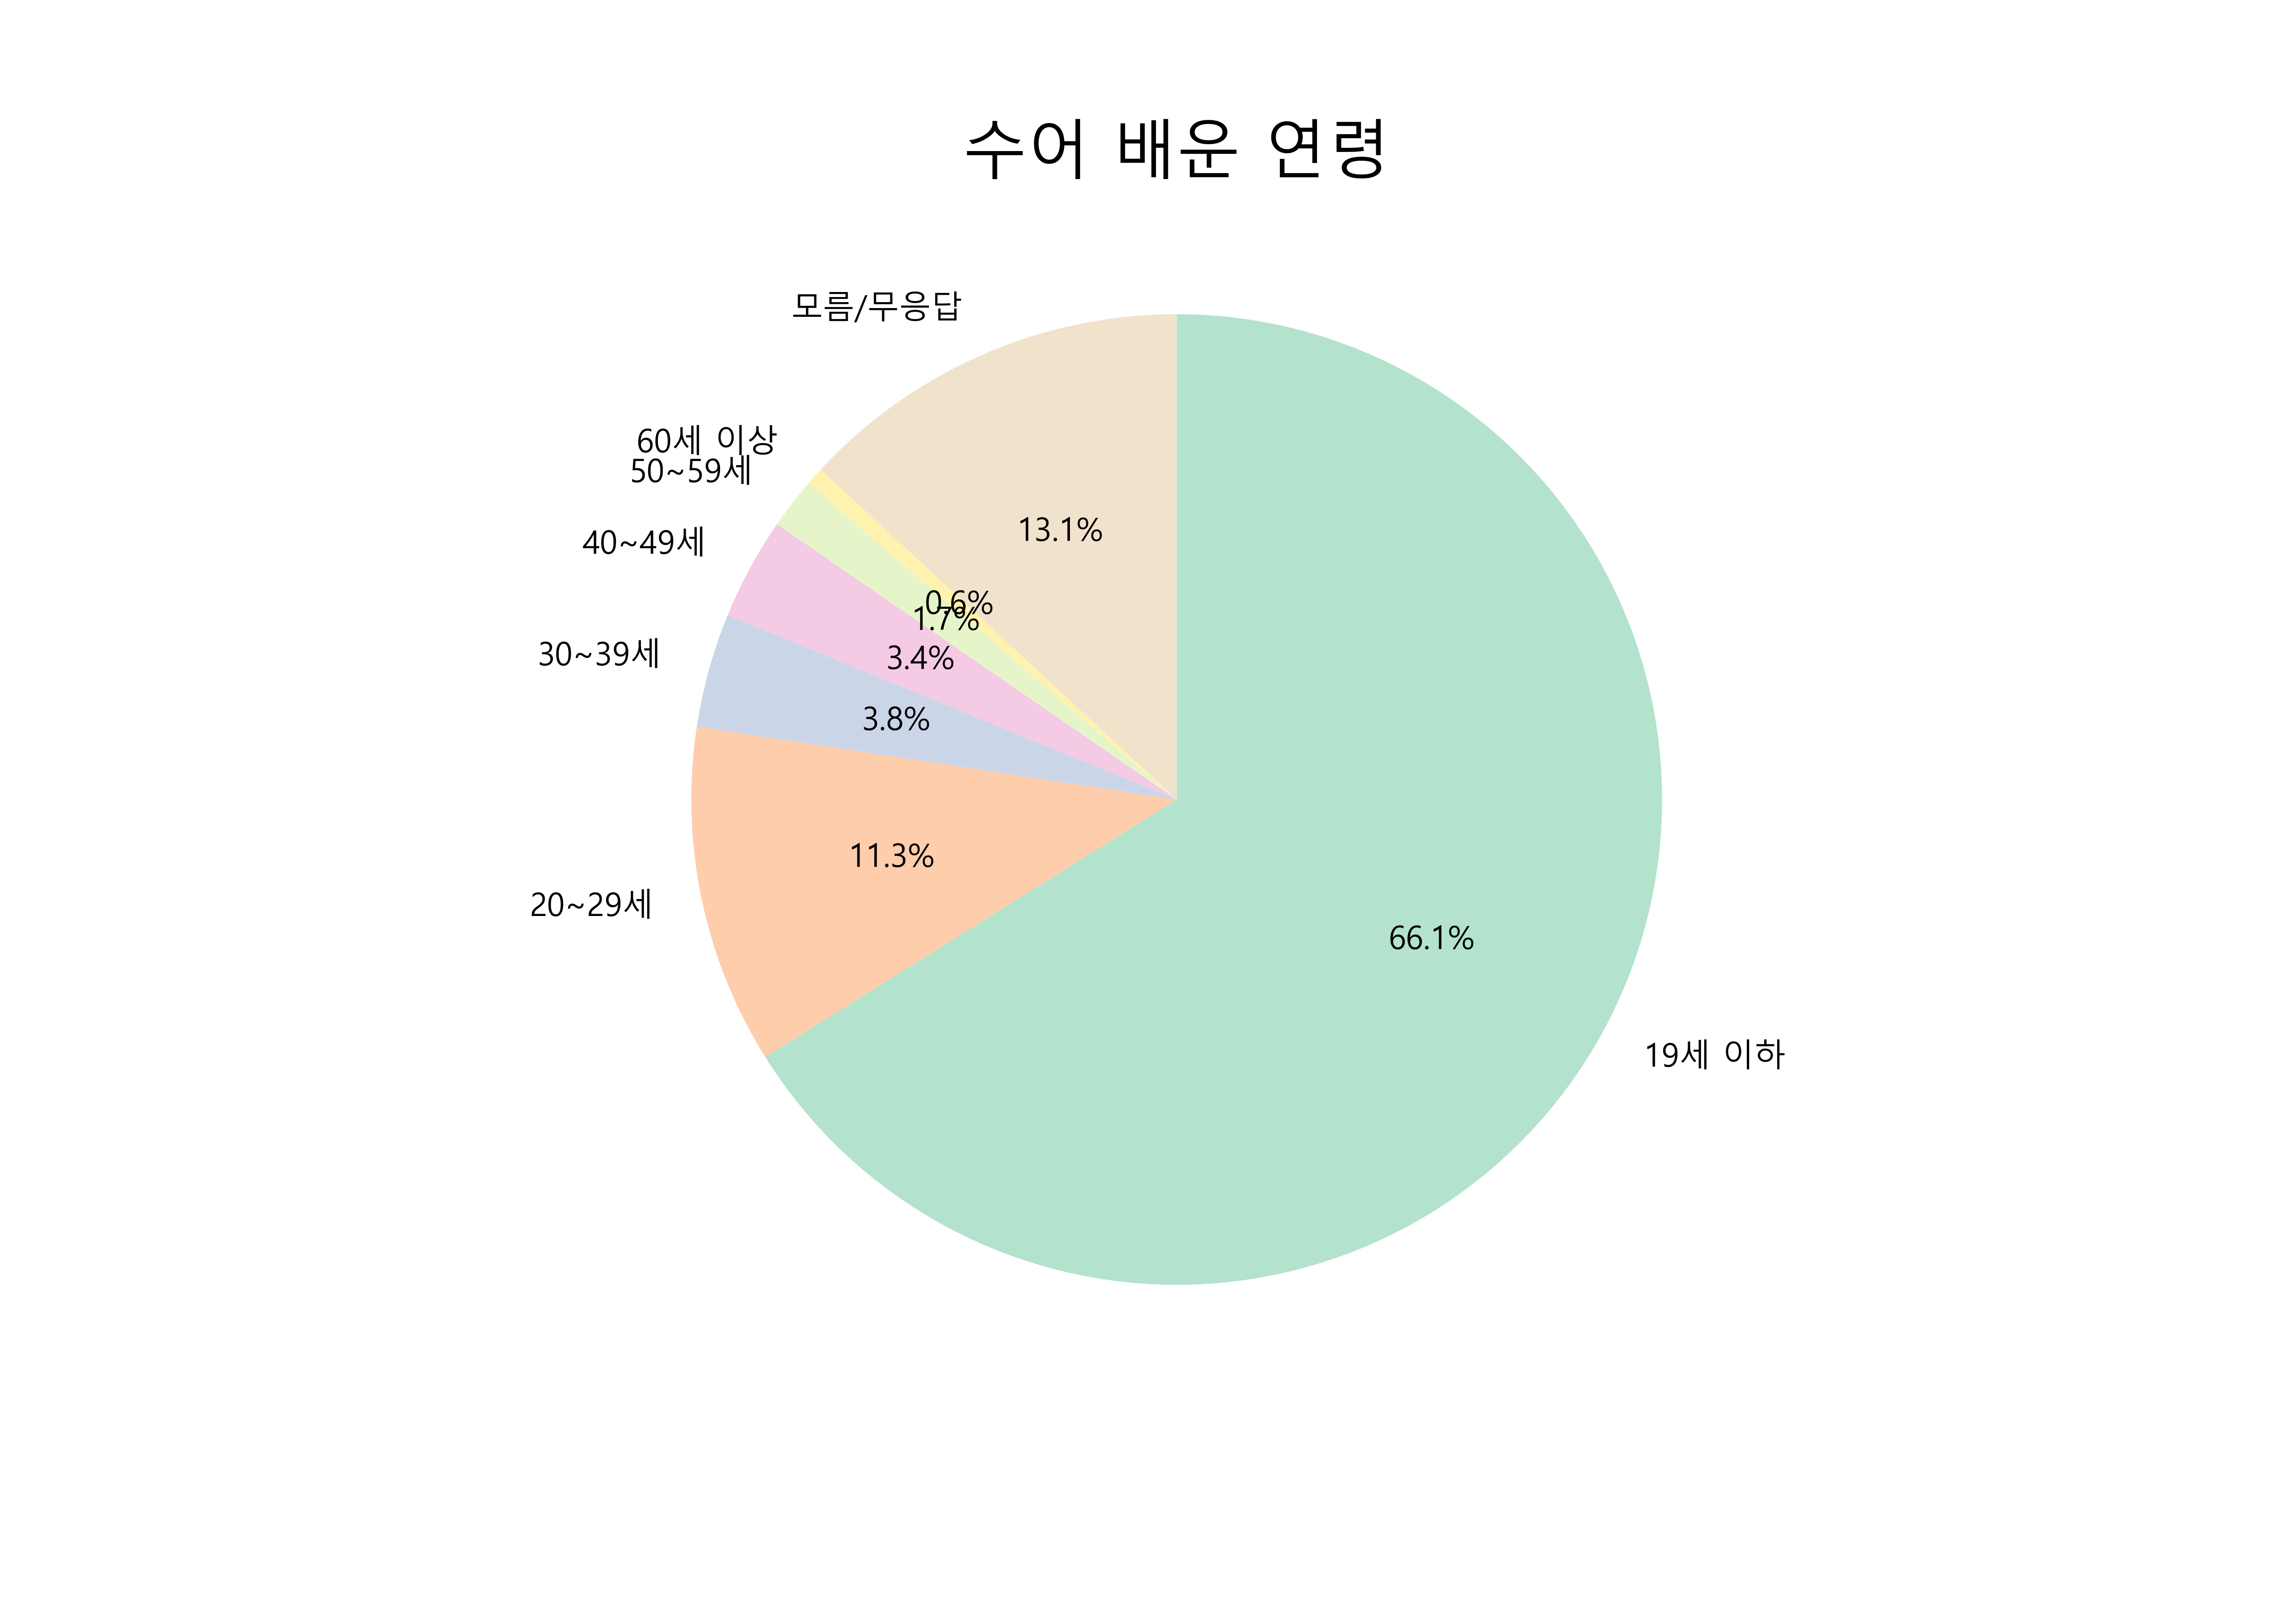 수어 배운 연령
모름/무응답
60세 이상
50~59세
40~49세
30~39세
20~29세
19세 이하
13.1%
0.6%
1.7%
3.4%
3.8%
11.3%
66.1%